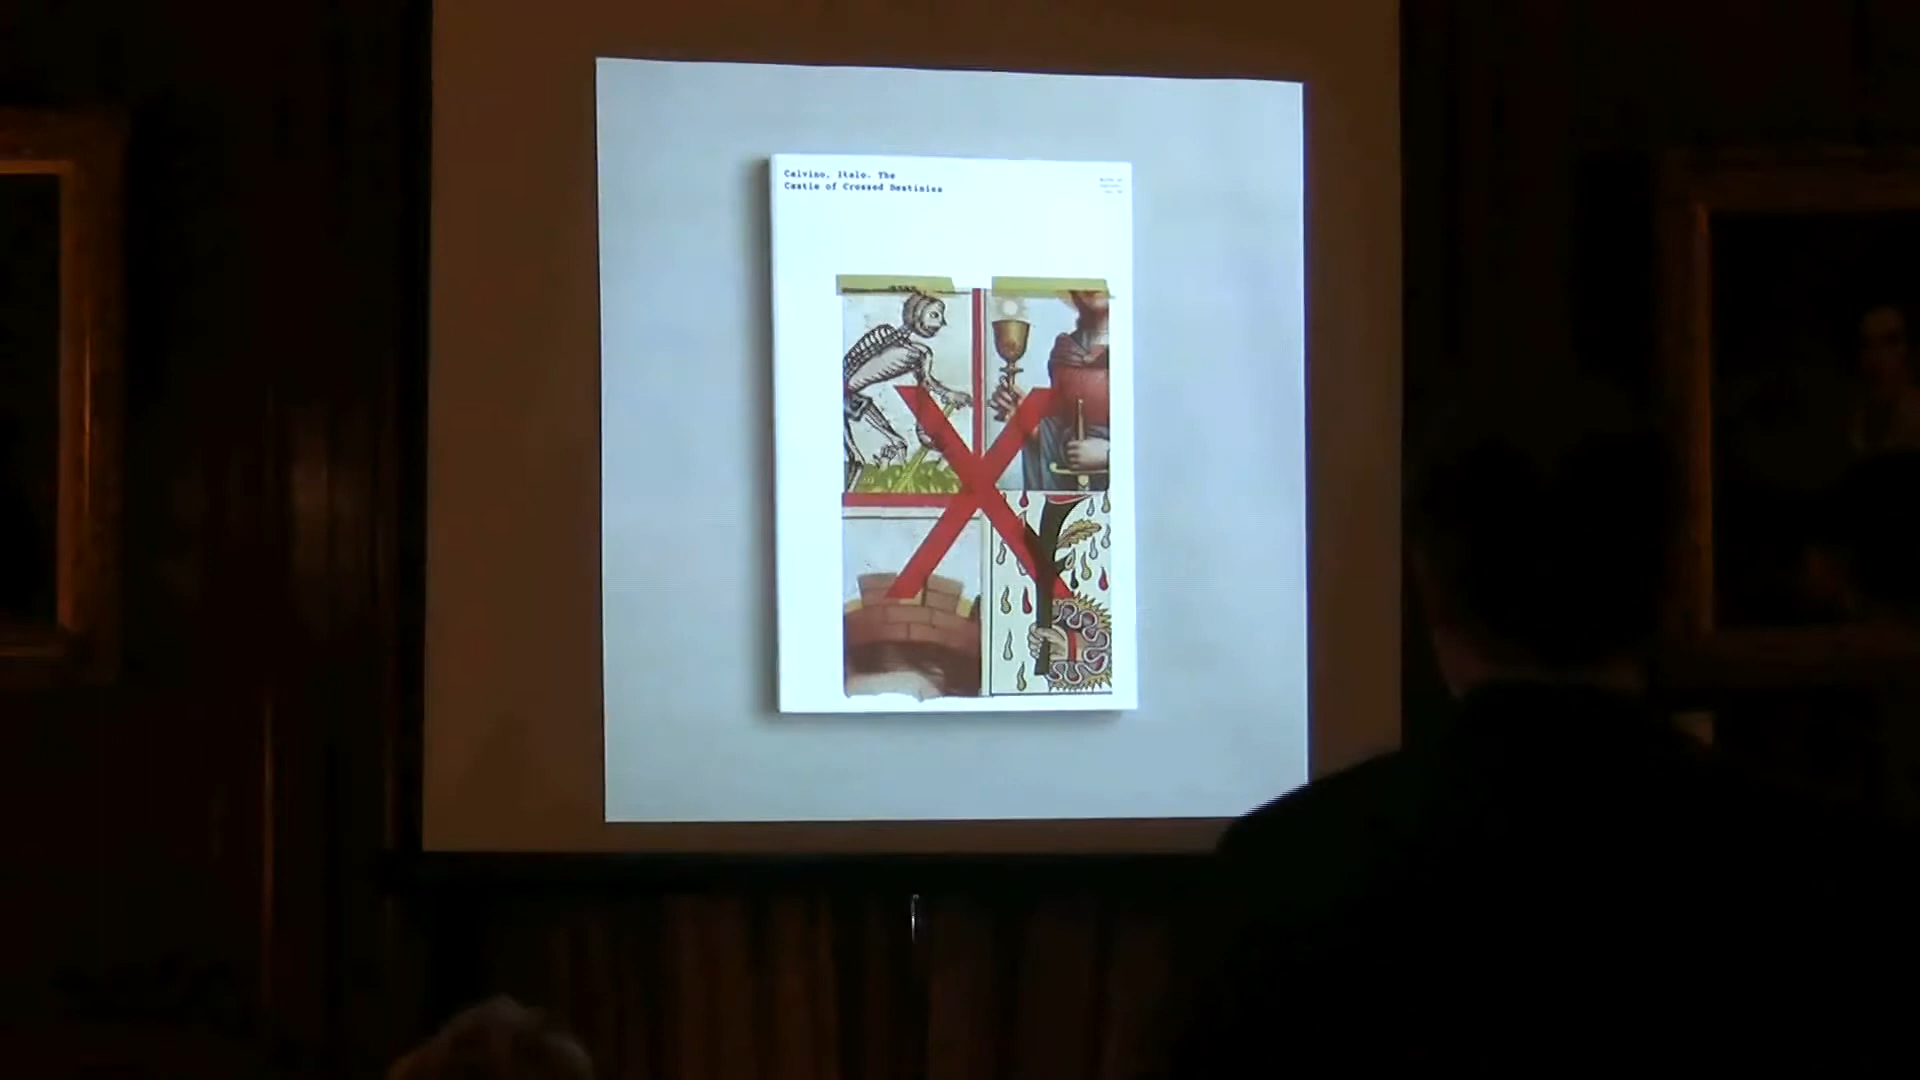 Calvino, Italo. The
Castle of Crossed Destinies